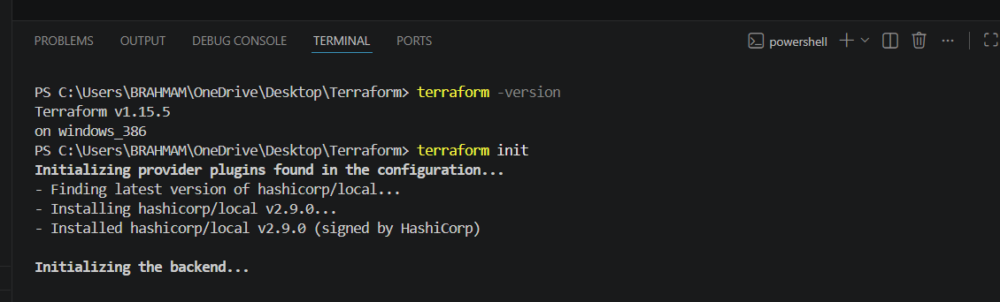 PROBLEMS OUTPUT DEBUG CONSOLE TERMINAL PORTS powershell
PS C:\Users\BRAHMAM\OneDrive\Desktop\Terraform> terraform -version
Terraform v1.15.5
on windows_386
PS C:\Users\BRAHMAM\OneDrive\Desktop\Terraform> terraform init
Initializing provider plugins found in the configuration...
- Finding latest version of hashicorp/local...
- Installing hashicorp/local v2.9.0...
- Installed hashicorp/local v2.9.0 (signed by HashiCorp)
Initializing the backend...